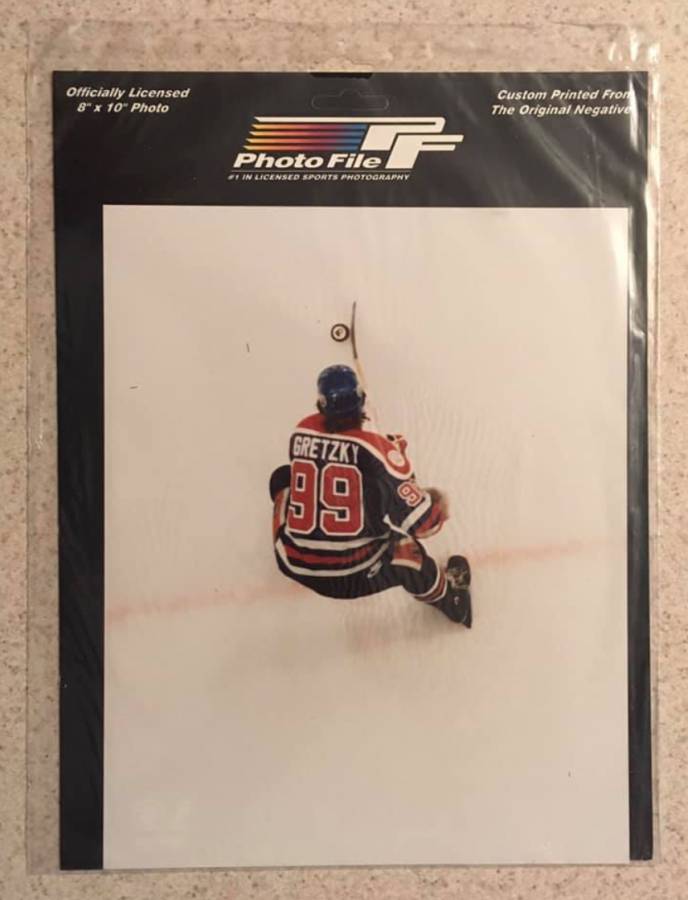 Officially Licensed
8" x 10" Photo
Custom Printed From
The Original Negative
PF
Photo File
#1 IN LICENSED SPORTS PHOTOGRAPHY
GRETZKY
99
99